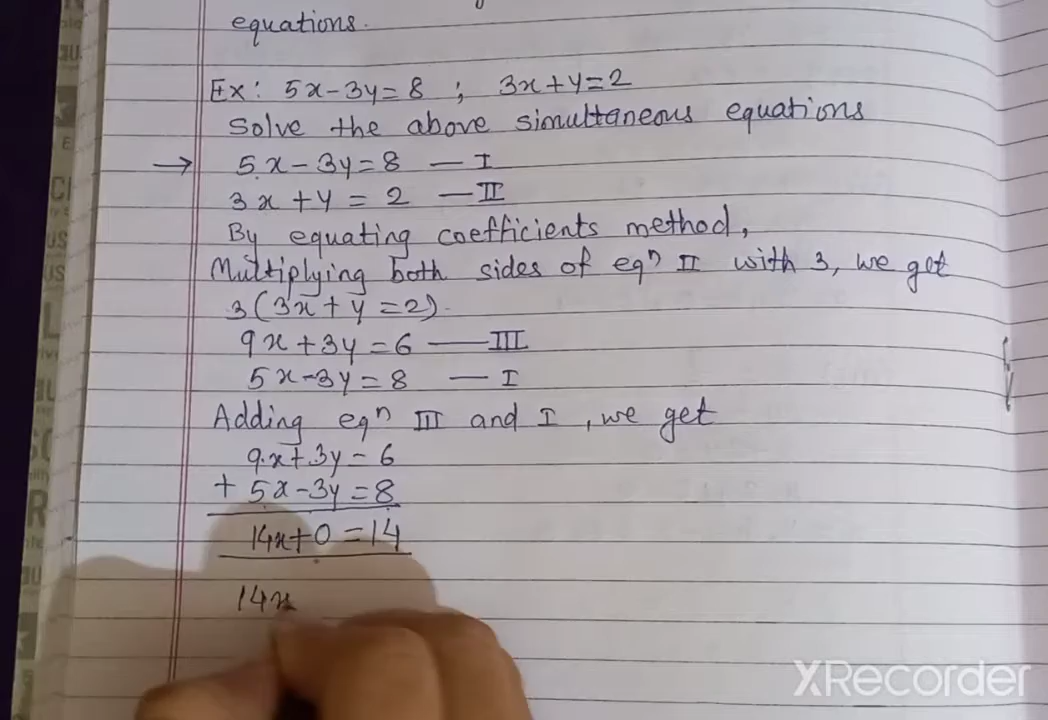 equations.
Ex: 5x-3y=8 ; 3x+y=2
Solve the above simulttaneous equations
→ 5x-3y=8 — I
3x+y = 2 — II
By equating coefficients method,
Multiplying both sides of eqⁿ II with 3, we get
3(3x+y=2).
9x+3y=6 — III
5x-3y=8 — I
Adding eqⁿ III and I, we get
9x+3y=6
+ 5x-3y=8
14x+0=14
14x
XRecorder